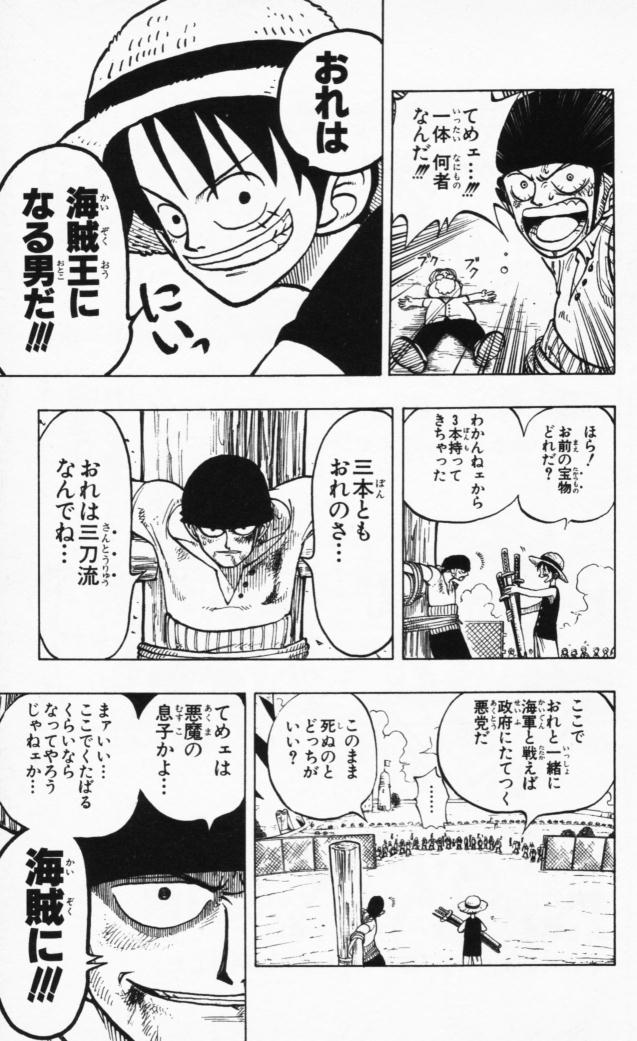 てめェ…!!!
一体 何者
なんだ!!!
ブク
ブク
おれは
海賊王に
なる男だ!!!
にいっ
ほら!
お前の宝物
どれだ?
わかんねェから
3本持って
きちゃった
三本とも
おれのさ…
おれは三刀流
なんでね…
ここで
おれと一緒に
海軍と戦えば
政府にたてつく
悪党だ
このまま
死ぬのと
どっちが
いい?
……
てめェは
悪魔の
息子かよ…
まァいい…
ここでくたばる
くらいなら
なってやろう
じゃねェか…
海賊に!!!